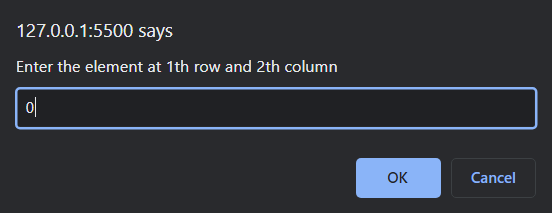 127.0.0.1:5500 says
Enter the element at 1th row and 2th column
0
OK Cancel